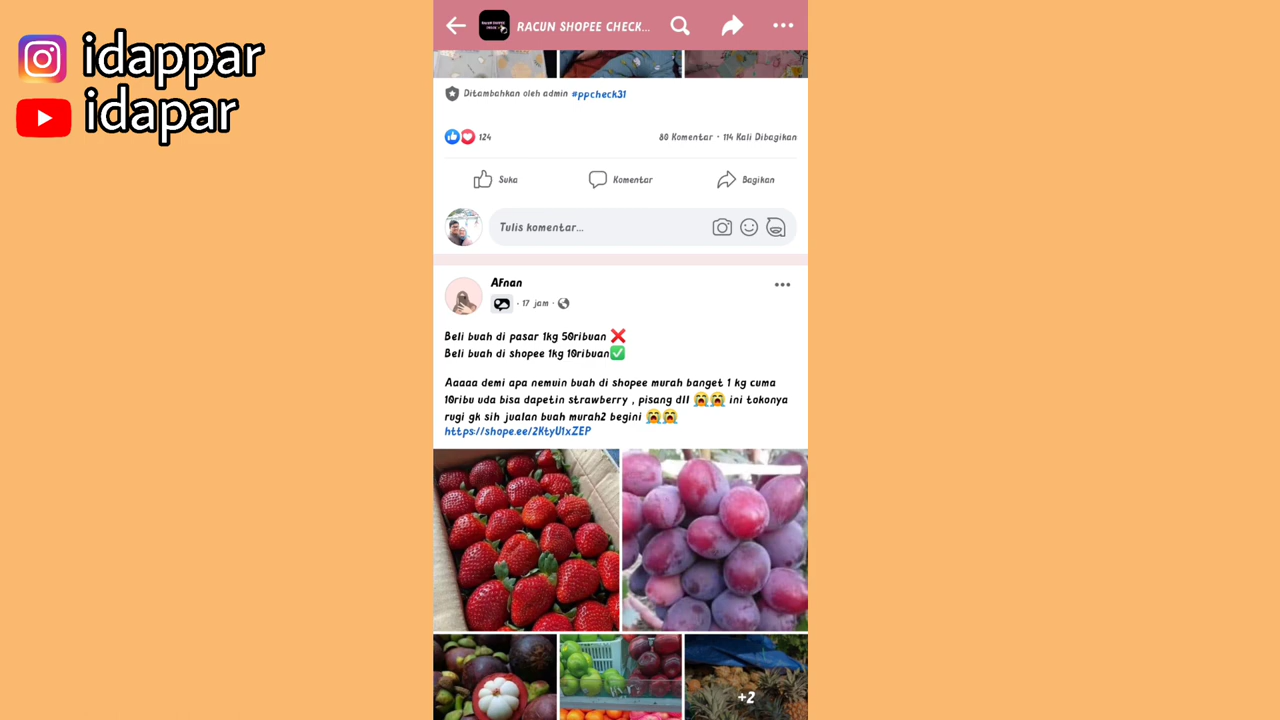 idappar
idapar
RACUN SHOPEE CHECK...
Ditambahkan oleh admin #ppcheck31
124
80 Komentar · 114 Kali Dibagikan
Suka
Komentar
Bagikan
Tulis komentar...
AFnan
· 17 jam ·
Beli buah di pasar 1kg 50ribuan ❌
Beli buah di shopee 1kg 10ribuan✅
Aaaaa demi apa nemuin buah di shopee murah banget 1 kg cuma
10ribu uda bisa dapetin strawberry , pisang dll 😭😭 ini tokonya
rugi gk sih jualan buah murah2 begini 😭😭
https://shope.ee/2KtyU1xZEP
+2